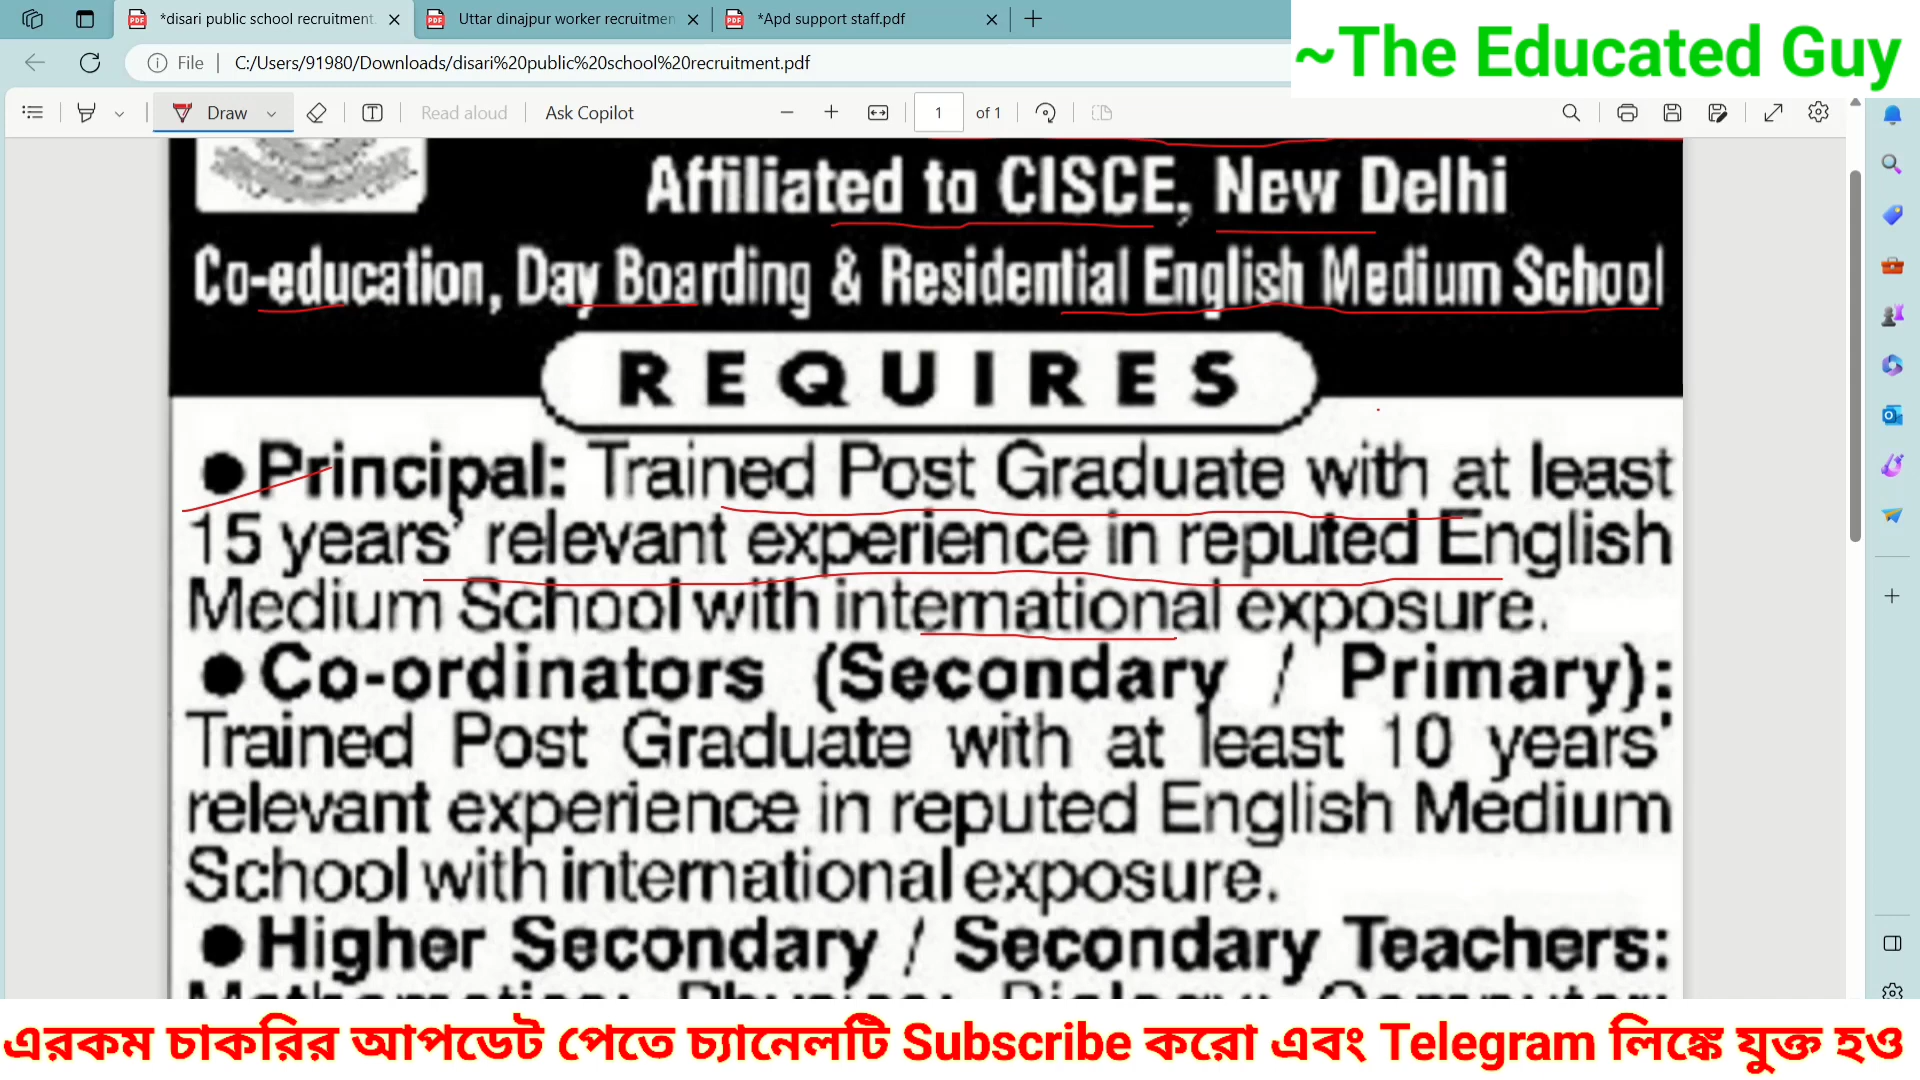 *disari public school recruitment.
Uttar dinajpur worker recruitmen
*Apd support staff.pdf
~The Educated Guy
File
C:/Users/91980/Downloads/disari%20public%20school%20recruitment.pdf
Draw
Read aloud
Ask Copilot
1
of 1
Affiliated to CISCE, New Delhi
Co-education, Day Boarding & Residential English Medium School
REQUIRES
● Principal: Trained Post Graduate with at least
15 years' relevant experience in reputed English
Medium School with international exposure.
● Co-ordinators (Secondary / Primary):
Trained Post Graduate with at least 10 years'
relevant experience in reputed English Medium
School with international exposure.
● Higher Secondary / Secondary Teachers:
এরকম চাকরির আপডেট পেতে চ্যানেলটি Subscribe করো এবং Telegram লিঙ্কে যুক্ত হও